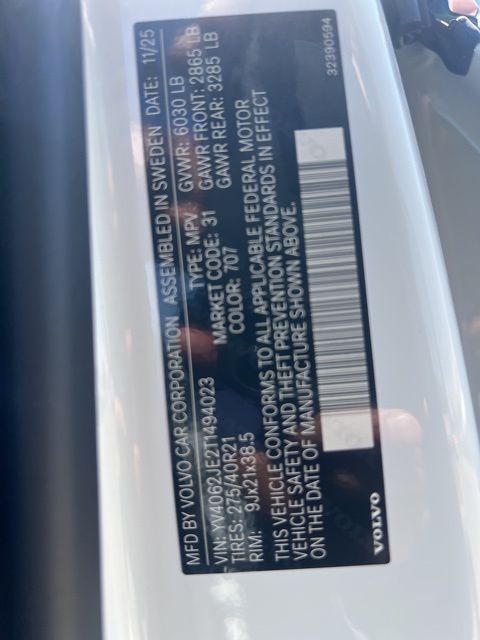 MFD BY VOLVO CAR CORPORATION ASSEMBLED IN SWEDEN DATE: 11/25
VIN: YV4062JE2T1494023 TYPE: MPV GVWR: 6030 LB
TIRES: 275/40R21 MARKET CODE: 31 GAWR FRONT: 2865 LB
RIM: 9Jx21x38.5 COLOR: 707 GAWR REAR: 3285 LB
THIS VEHICLE CONFORMS TO ALL APPLICABLE FEDERAL MOTOR
VEHICLE SAFETY AND THEFT PREVENTION STANDARDS IN EFFECT
ON THE DATE OF MANUFACTURE SHOWN ABOVE.
VOLVO
32390594